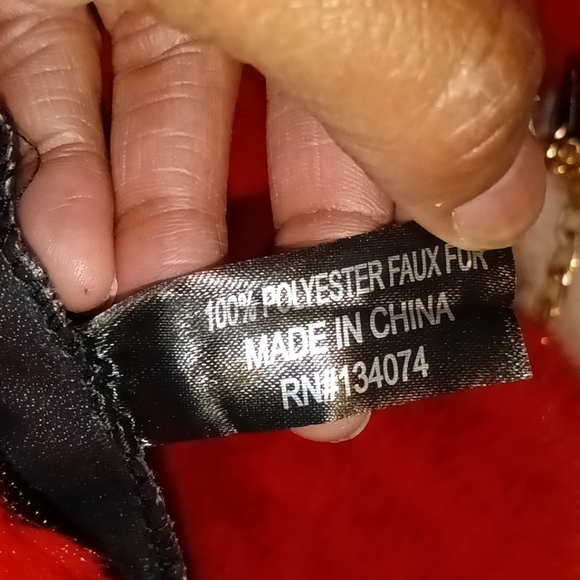 100% POLYESTER FAUX FUR
MADE IN CHINA
RN#134074